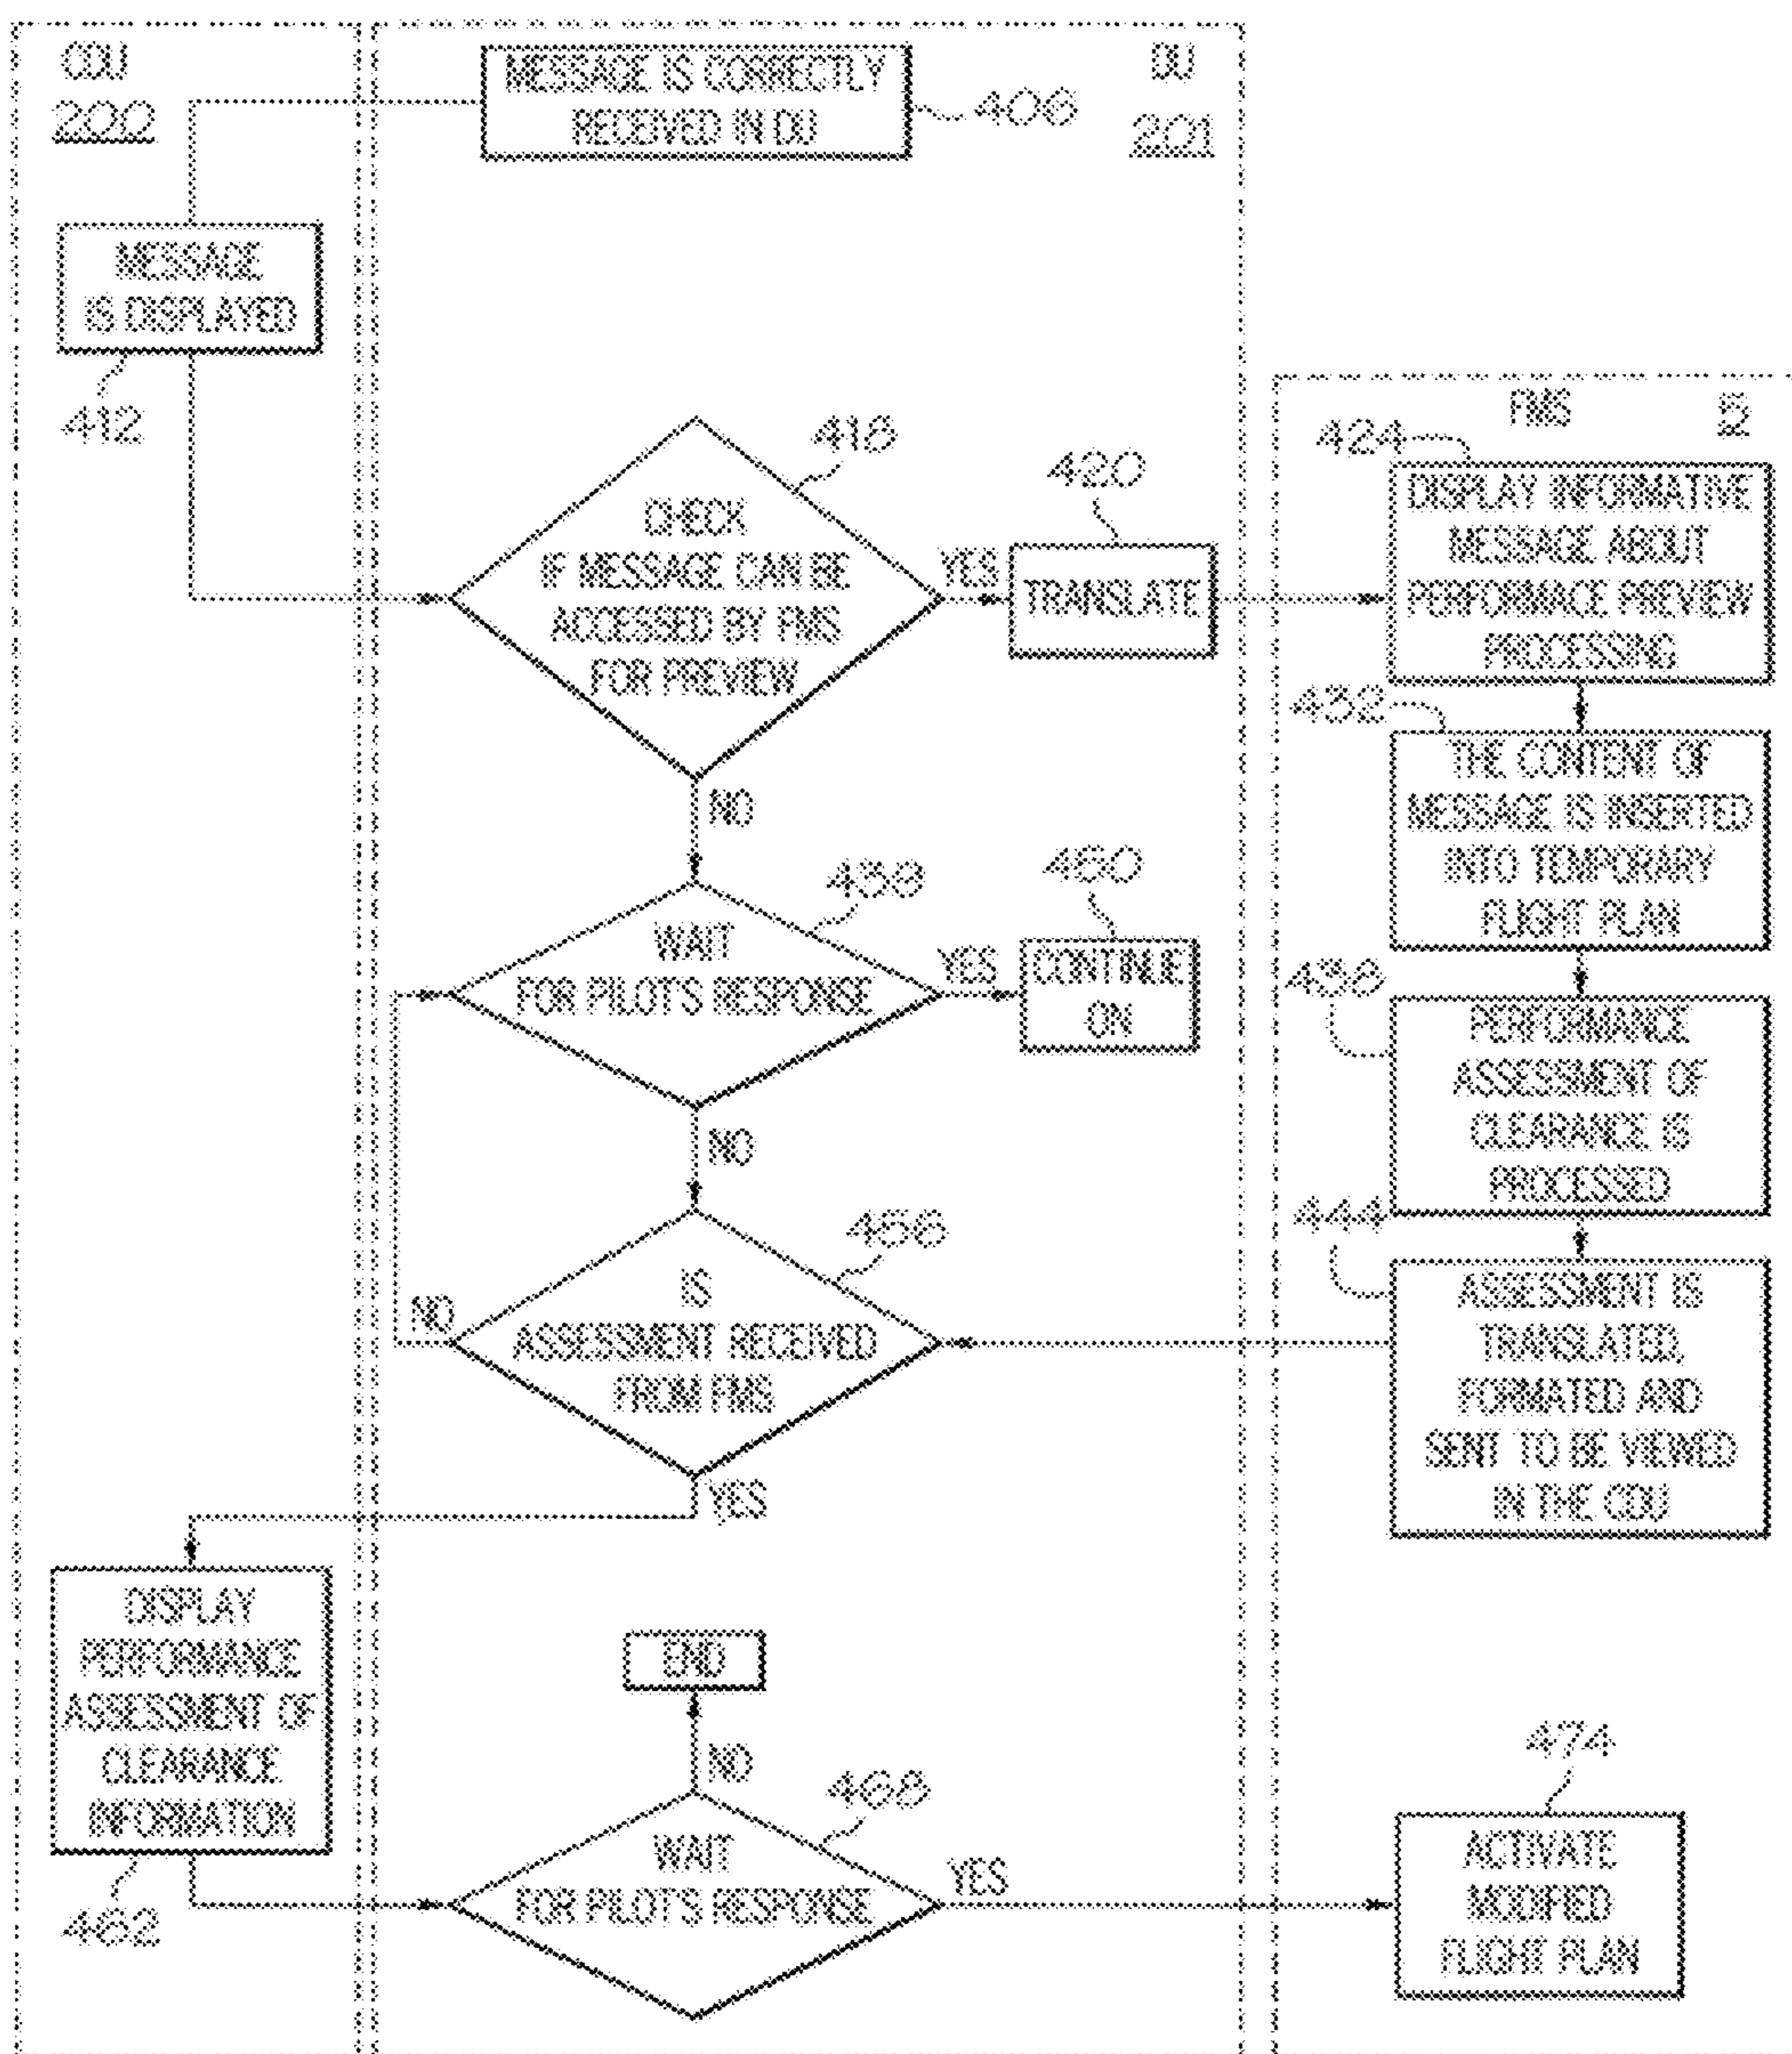 CDU
200
MESSAGE IS CORRECTLY
RECEIVED IN DU
406
DU
201
MESSAGE
IS DISPLAYED
412
FMS
418
CHECK
IF MESSAGE CAN BE
ACCESSED BY FMS
FOR PREVIEW
YES
NO
420
TRANSLATE
424
DISPLAY INFORMATIVE
MESSAGE ABOUT
PERFORMACE PREVIEW
PROCESSING
432
THE CONTENT OF
MESSAGE IS INSERTED
INTO TEMPORARY
FLIGHT PLAN
458
WAIT
FOR PILOT'S RESPONSE
YES
NO
460
CONTINUE
ON
438
PERFORMANCE
ASSESSMENT OF
CLEARANCE IS
PROCESSED
444
ASSESSMENT IS
TRANSLATED,
FORMATED AND
SENT TO BE VIEWED
IN THE CDU
456
IS
ASSESSMENT RECEIVED
FROM FMS
NO
YES
DISPLAY
PERFORMANCE
ASSESSMENT OF
CLEARANCE
INFORMATION
462
END
NO
468
WAIT
FOR PILOT'S RESPONSE
YES
474
ACTIVATE
MODIFIED
FLIGHT PLAN